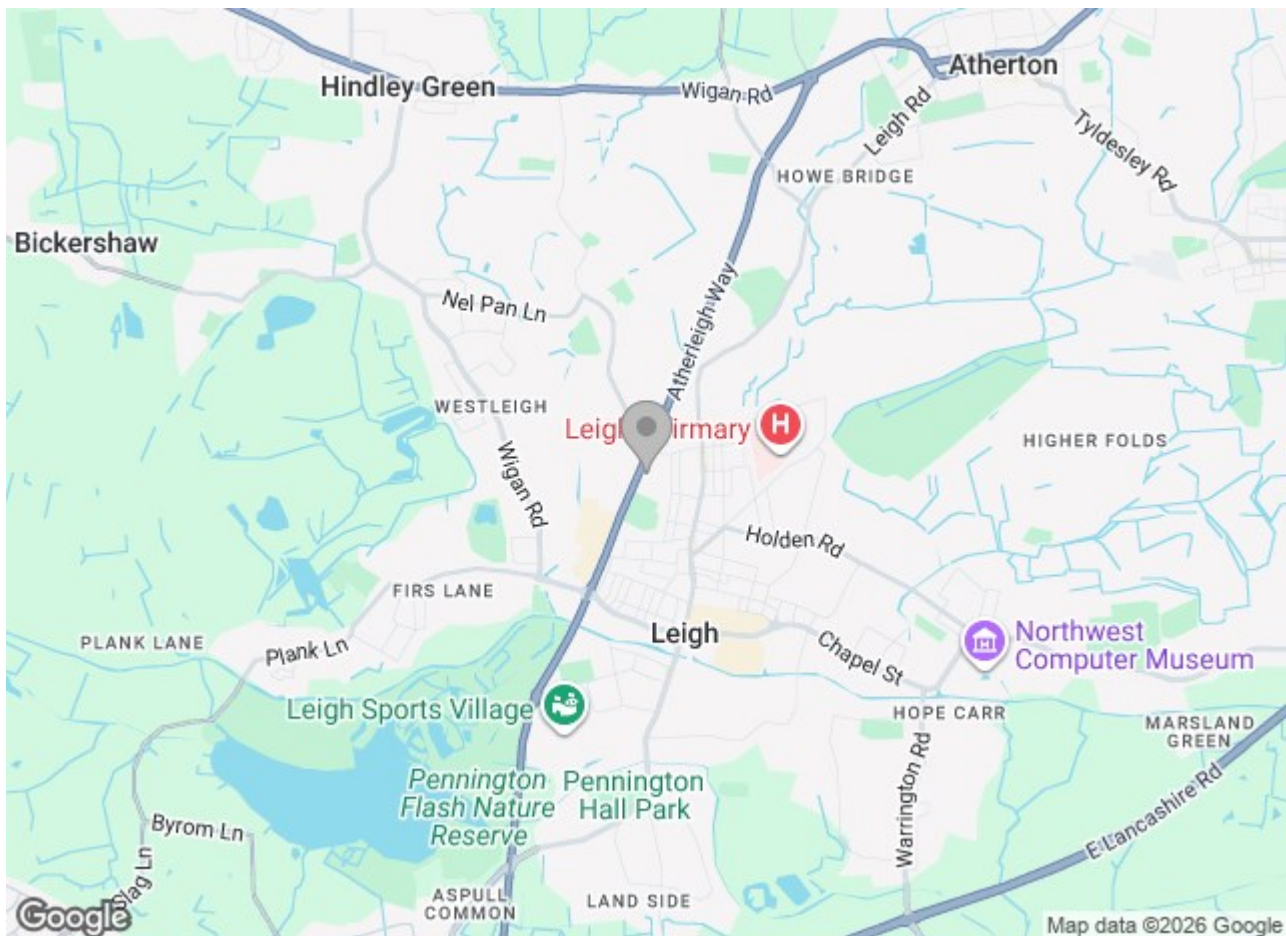 Hindley Green
Atherton
Wigan Rd
Leigh Rd
Tyldesley Rd
HOWE BRIDGE
Bickershaw
Nel Pan Ln
Atherleigh Way
WESTLEIGH
Leigh
H
HIGHER FOLDS
Wigan Rd
Holden Rd
FIRS LANE
PLANK LANE
Plank Ln
Leigh
Chapel St
Northwest
Computer Museum
Leigh Sports Village
HOPE CARR
MARSLAND
GREEN
Pennington
Flash Nature
Reserve
Pennington
Hall Park
Warrington Rd
E Lancashire Rd
Byrom Ln
Slag Ln
ASPULL
COMMON
LAND SIDE
Google
Map data ©2026 Google